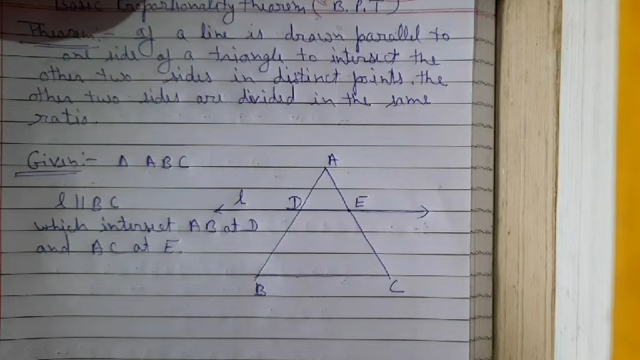 Basic Proportionality Theorem ( B.P.T )
Theorem:- If a line is drawn parallel to
one side of a triangle to intersect the
other two sides in distinct points, the
other two sides are divided in the same
ratio.
Given:- Δ ABC
l || BC
which intersect AB at D
and AC at E.
A
l
D
E
B
C